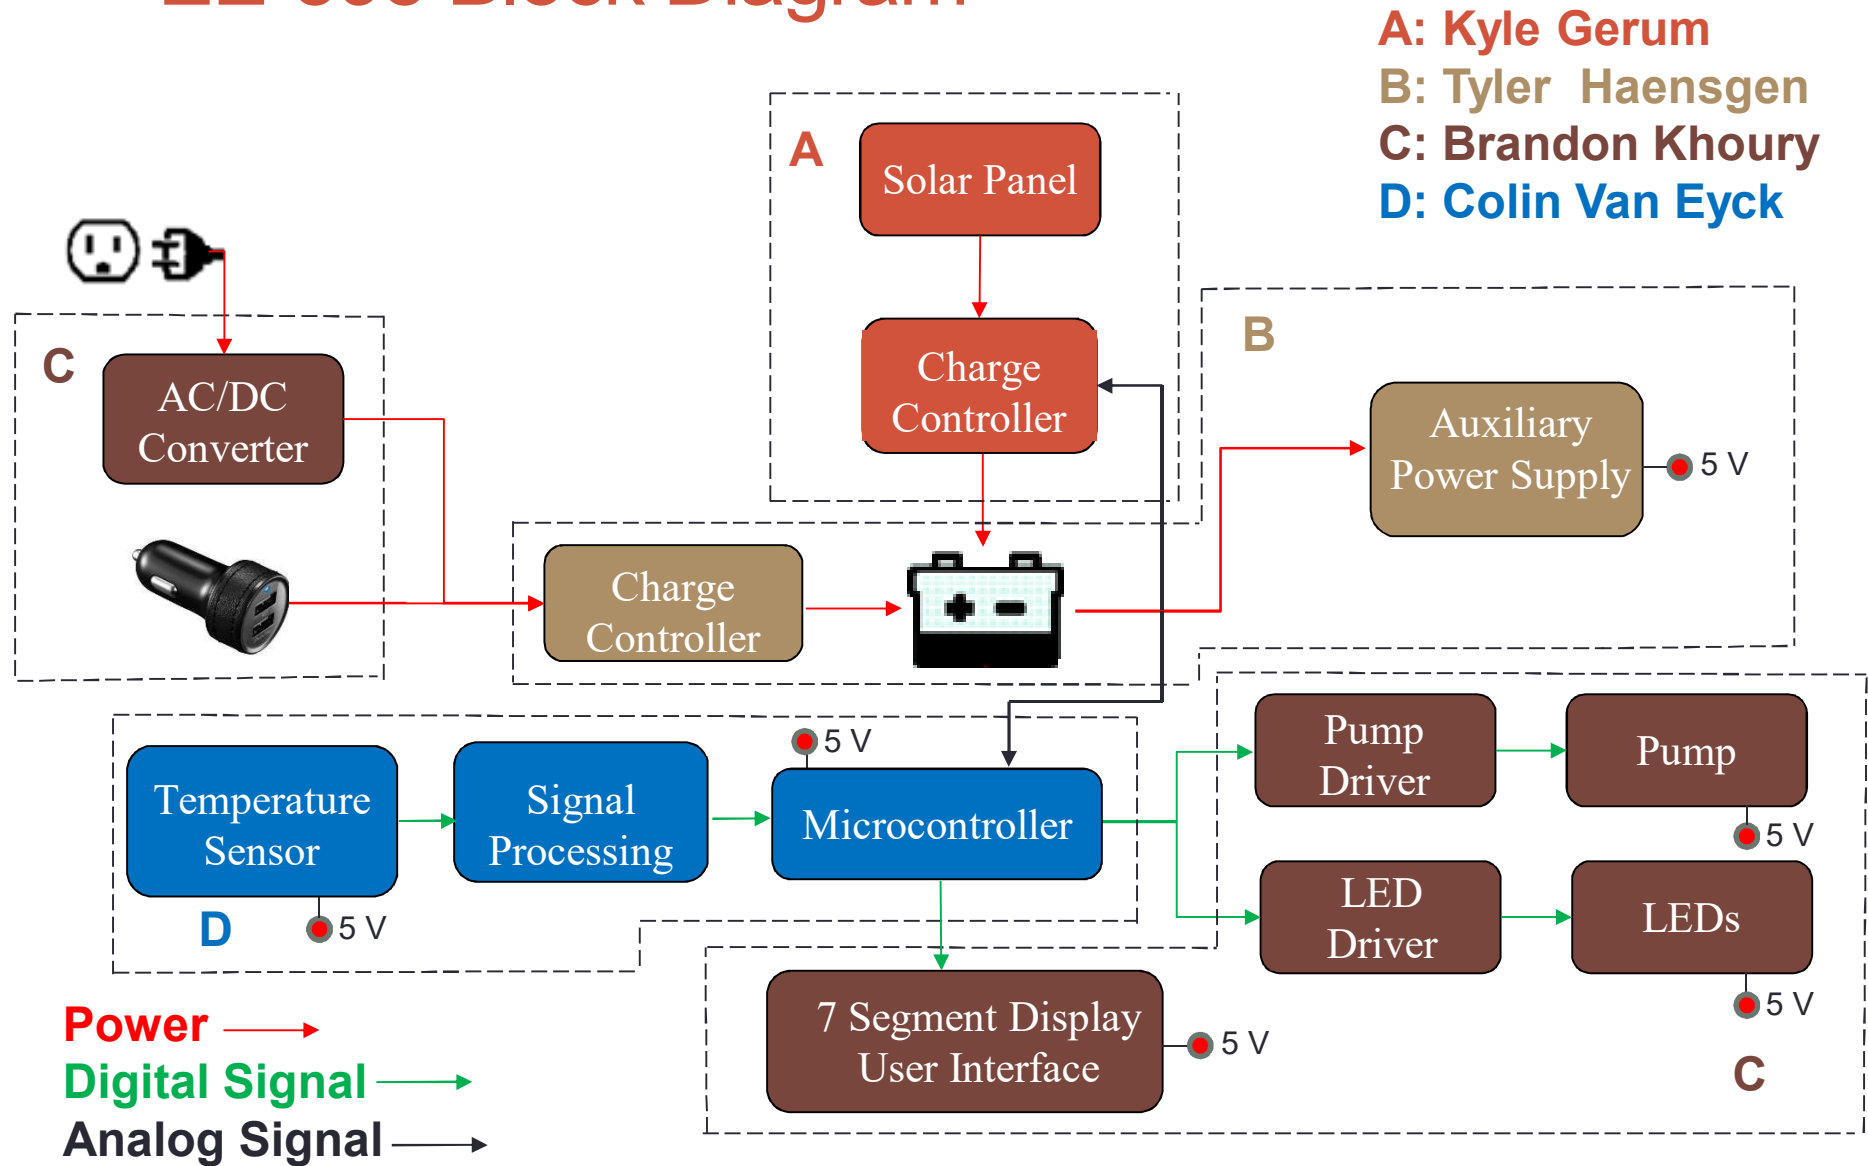 Block Diagram
A: Kyle Gerum
B: Tyler Haensgen
C: Brandon Khoury
D: Colin Van Eyck
A
Solar Panel
Charge
Controller
B
Auxiliary
Power Supply
5 V
C
AC/DC
Converter
Charge
Controller
Temperature
Sensor
5 V
D
Signal
Processing
5 V
Microcontroller
Pump
Driver
Pump
5 V
LED
Driver
LEDs
5 V
7 Segment Display
User Interface
5 V
C
Power
Digital Signal
Analog Signal